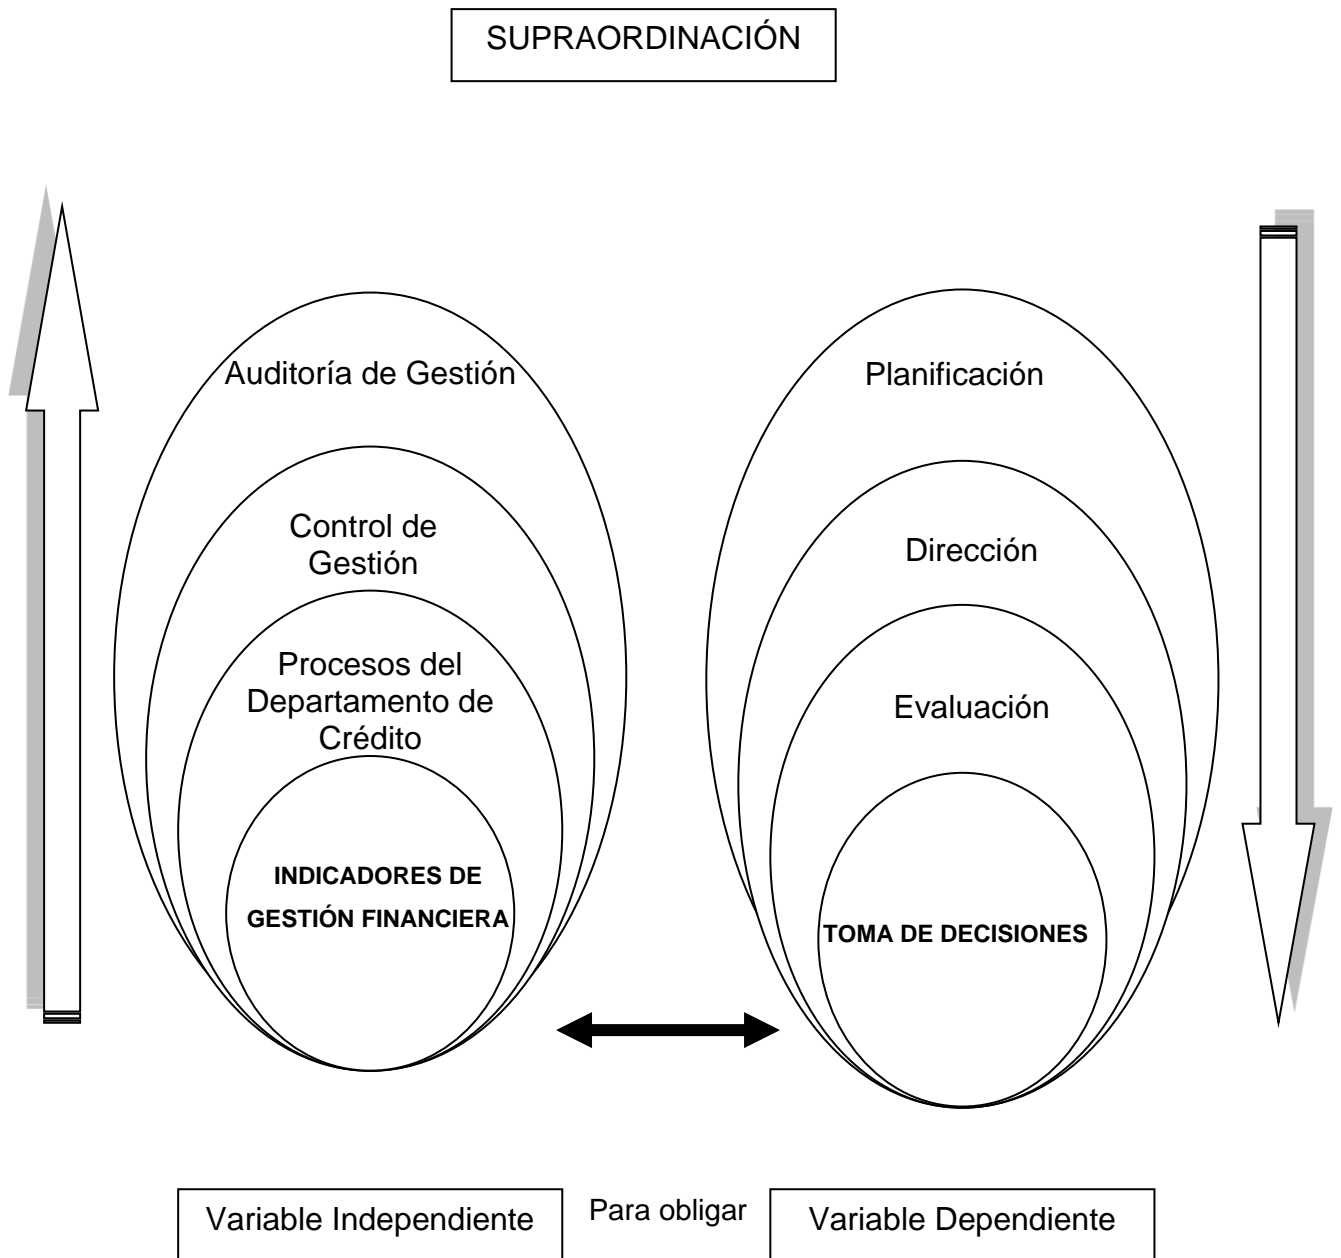 SUPRAORDINACIÓN
Auditoría de Gestión
Control de
Gestión
Procesos del
Departamento de
Crédito
INDICADORES DE
GESTIÓN FINANCIERA
Planificación
Dirección
Evaluación
TOMA DE DECISIONES
Variable Independiente
Para obligar
Variable Dependiente